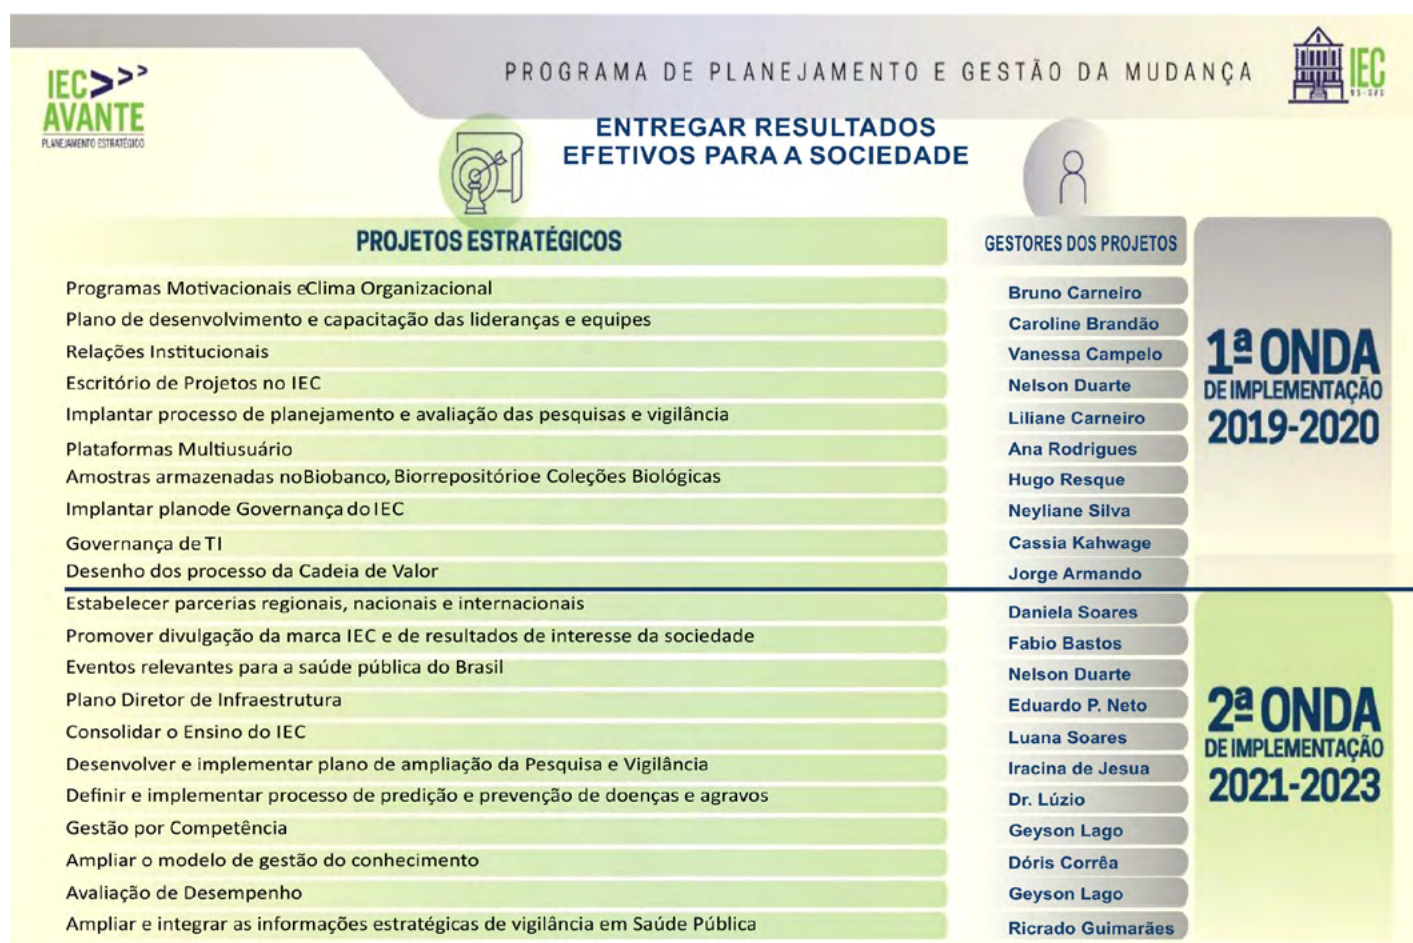 PROGRAMA DE PLANEJAMENTO E GESTÃO DA MUDANÇA
IEC>>>>
AVANTE
PLANEJAMENTO ESTRATÉGICO
IEC
ENTREGAR RESULTADOS
EFETIVOS PARA A SOCIEDADE
PROJETOS ESTRATÉGICOS GESTORES DOS PROJETOS
Programas Motivacionais eClima Organizacional Bruno Carneiro
Plano de desenvolvimento e capacitação das lideranças e equipes Caroline Brandão
Relações Institucionais Vanessa Campelo
Escritório de Projetos no IEC Nelson Duarte
Implantar processo de planejamento e avaliação das pesquisas e vigilância Liliane Carneiro
Plataformas Multiusuário Ana Rodrigues
Amostras armazenadas noBiobanco, Biorrepositórioe Coleções Biológicas Hugo Resque
Implantar planode Governança do IEC Neyliane Silva
Governança de TI Cassia Kahwage
Desenho dos processo da Cadeia de Valor Jorge Armando
1ª ONDA
DE IMPLEMENTAÇÃO
2019-2020
Estabelecer parcerias regionais, nacionais e internacionais Daniela Soares
Promover divulgação da marca IEC e de resultados de interesse da sociedade Fabio Bastos
Eventos relevantes para a saúde pública do Brasil Nelson Duarte
Plano Diretor de Infraestrutura Eduardo P. Neto
Consolidar o Ensino do IEC Luana Soares
Desenvolver e implementar plano de ampliação da Pesquisa e Vigilância Iracina de Jesua
Definir e implementar processo de predição e prevenção de doenças e agravos Dr. Lúzio
Gestão por Competência Geyson Lago
Ampliar o modelo de gestão do conhecimento Dóris Corrêa
Avaliação de Desempenho Geyson Lago
Ampliar e integrar as informações estratégicas de vigilância em Saúde Pública Ricrado Guimarães
2ª ONDA
DE IMPLEMENTAÇÃO
2021-2023